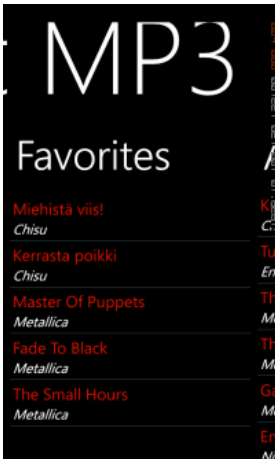 t MP3
Favorites
Miehistä viis!
Chisu
Kerrasta poikki
Chisu
Master Of Puppets
Metallica
Fade To Black
Metallica
The Small Hours
Metallica